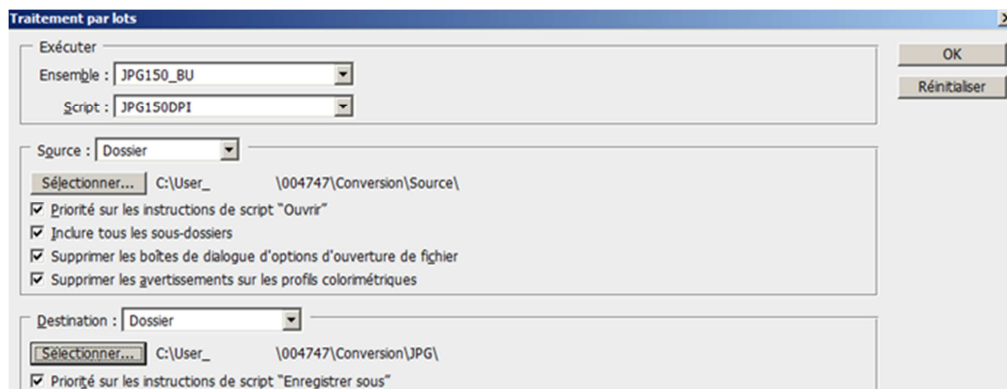 Traitement par lots
Exécuter
OK
Ensemble : JPG150_BU
Réinitialiser
Script : JPG150DPI
Source : Dossier
Sélectionner... C:\User_ \004747\Conversion\Source\
Priorité sur les instructions de script "Ouvrir"
Inclure tous les sous-dossiers
Supprimer les boîtes de dialogue d'options d'ouverture de fichier
Supprimer les avertissements sur les profils colorimétriques
Destination : Dossier
Sélectionner... C:\User_ \004747\Conversion\JPG\
Priorité sur les instructions de script "Enregistrer sous"